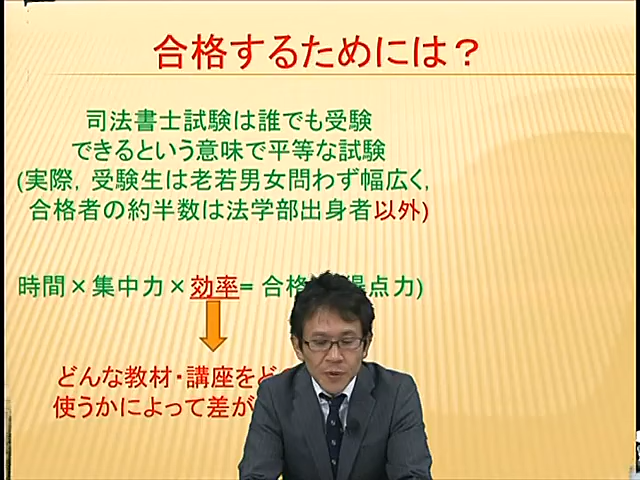 合格するためには？
司法書士試験は誰でも受験
できるという意味で平等な試験
(実際，受験生は老若男女問わず幅広く，
合格者の約半数は法学部出身者以外)
時間×集中力×効率= 合格 得点力)
どんな教材・講座をど
使うかによって差が